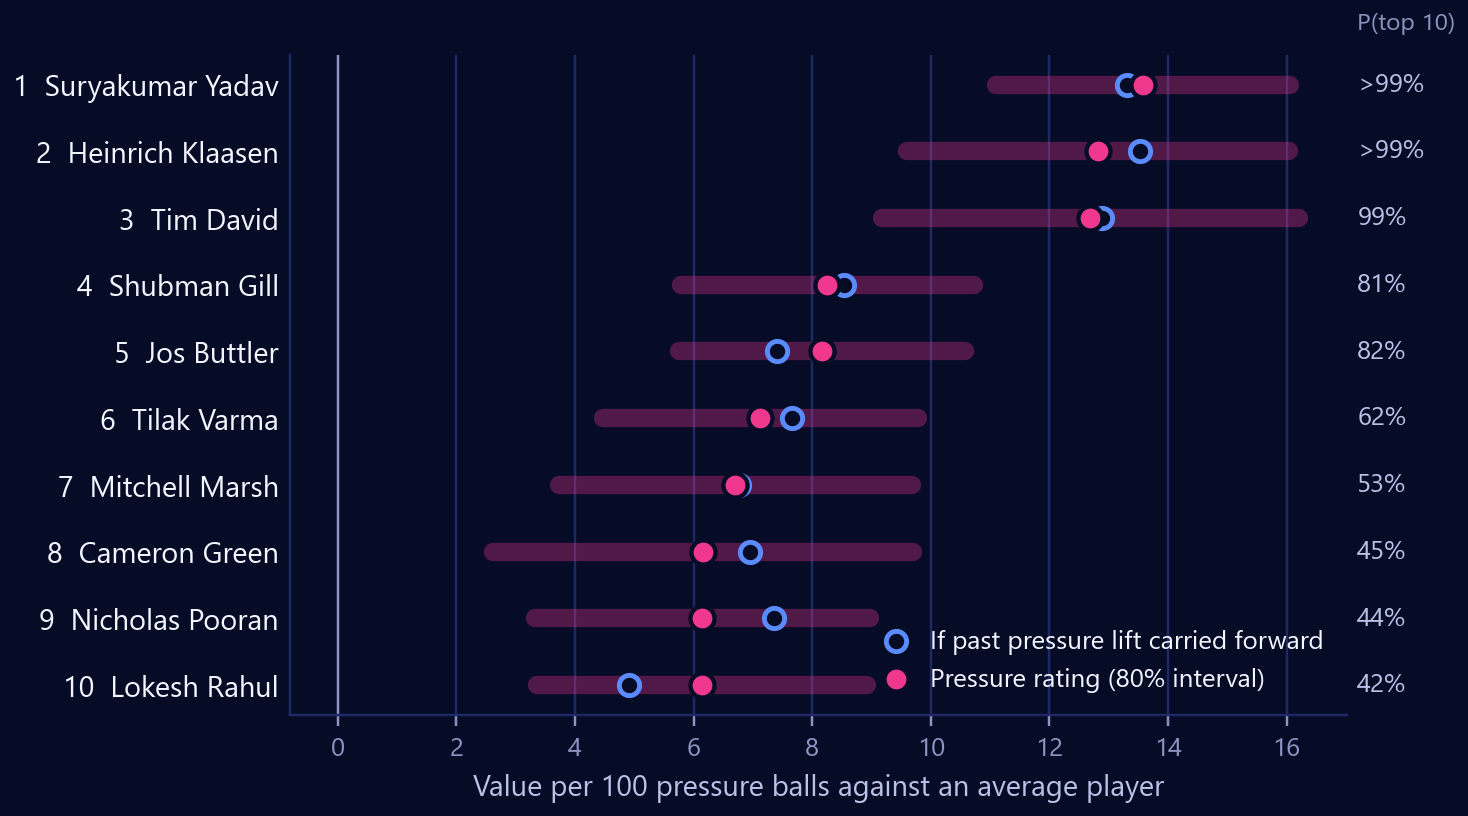 P(top 10)
1 Suryakumar Yadav >99%
2 Heinrich Klaasen >99%
3 Tim David 99%
4 Shubman Gill 81%
5 Jos Buttler 82%
6 Tilak Varma 62%
7 Mitchell Marsh 53%
8 Cameron Green 45%
9 Nicholas Pooran 44%
If past pressure lift carried forward
Pressure rating (80% interval)
10 Lokesh Rahul 42%
0 2 4 6 8 10 12 14 16
Value per 100 pressure balls against an average player